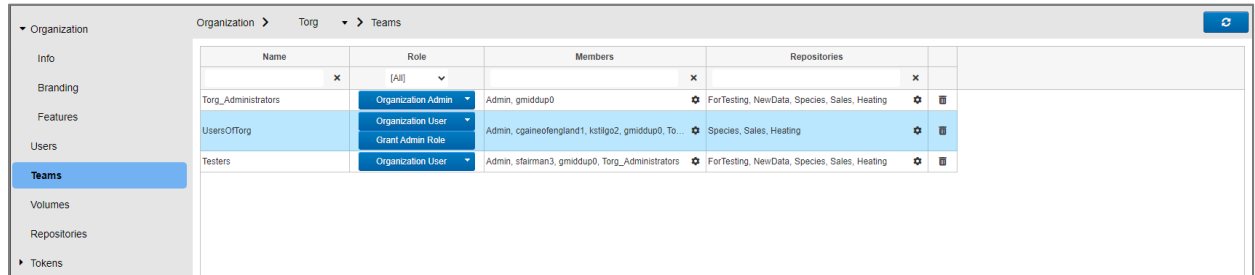 Organization
Info
Branding
Features
Users
Teams
Volumes
Repositories
Tokens
Organization > Torg > Teams
Name Role Members Repositories
[All]
Torg_Administrators Organization Admin Admin, gmiddup0 ForTesting, NewData, Species, Sales, Heating
UsersOfTorg Organization User Admin, cgaineofengland1, kstilgo2, gmiddup0, To... Species, Sales, Heating
Grant Admin Role
Testers Organization User Admin, sfairman3, gmiddup0, Torg_Administrators ForTesting, NewData, Species, Sales, Heating